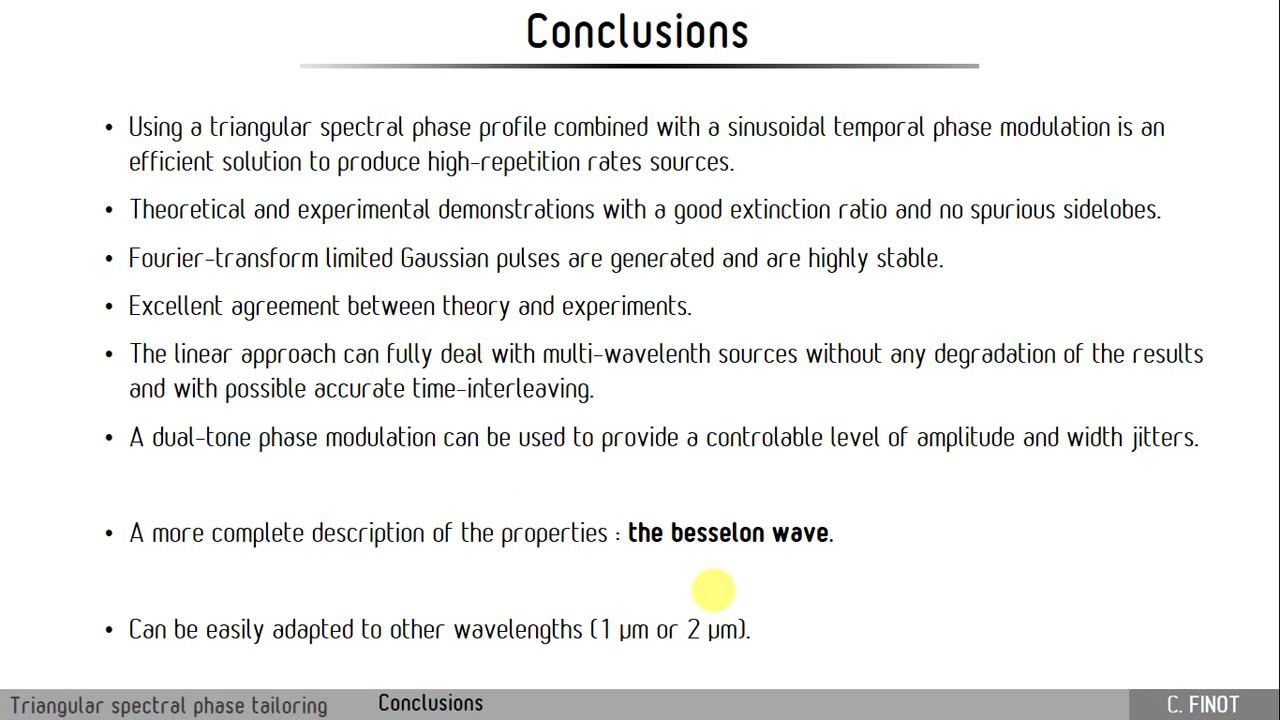 Conclusions
• Using a triangular spectral phase profile combined with a sinusoidal temporal phase modulation is an
efficient solution to produce high-repetition rates sources.
• Theoretical and experimental demonstrations with a good extinction ratio and no spurious sidelobes.
• Fourier-transform limited Gaussian pulses are generated and are highly stable.
• Excellent agreement between theory and experiments.
• The linear approach can fully deal with multi-wavelenth sources without any degradation of the results
and with possible accurate time-interleaving.
• A dual-tone phase modulation can be used to provide a controlable level of amplitude and width jitters.
• A more complete description of the properties : the besselon wave.
• Can be easily adapted to other wavelengths (1 µm or 2 µm).
Triangular spectral phase tailoring Conclusions C. FINOT